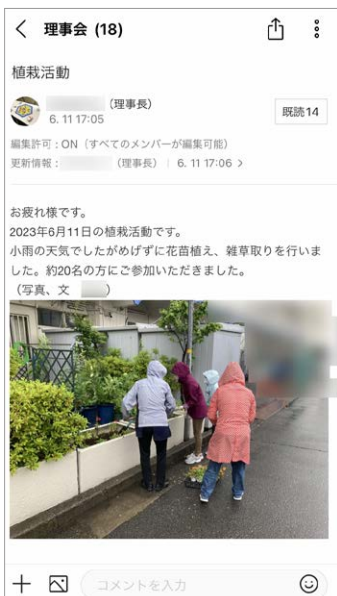 理事会 (18)
植栽活動
（理事長）
6. 11 17:05
既読14
編集許可 : ON（すべてのメンバーが編集可能）
更新情報 : （理事長） | 6. 11 17:06 >
お疲れ様です。
2023年6月11日の植栽活動です。
小雨の天気でしたがめげずに花苗植え、雑草取りを行いま
した。約20名の方にご参加いただきました。
（写真、文 ）
コメントを入力